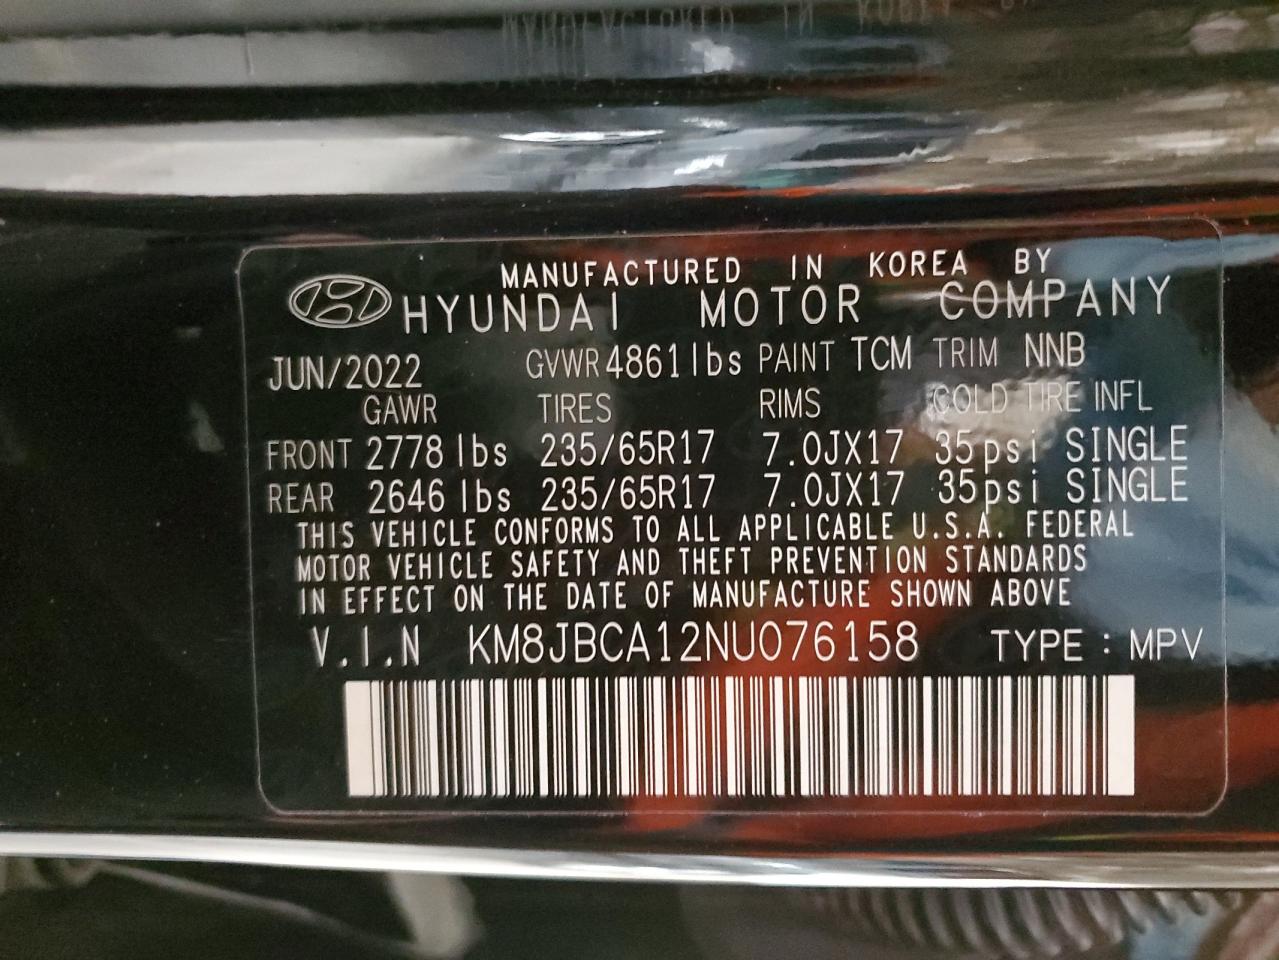 MANUFACTURED IN KOREA BY
HYUNDAI MOTOR COMPANY
JUN/2022 GVWR 4861 lbs PAINT TCM TRIM NNB
GAWR TIRES RIMS COLD TIRE INFL
FRONT 2778 lbs 235/65R17 7.0JX17 35psi SINGLE
REAR 2646 lbs 235/65R17 7.0JX17 35psi SINGLE
THIS VEHICLE CONFORMS TO ALL APPLICABLE U.S.A. FEDERAL
MOTOR VEHICLE SAFETY AND THEFT PREVENTION STANDARDS
IN EFFECT ON THE DATE OF MANUFACTURE SHOWN ABOVE
V.I.N KM8JBCA12NU076158 TYPE : MPV